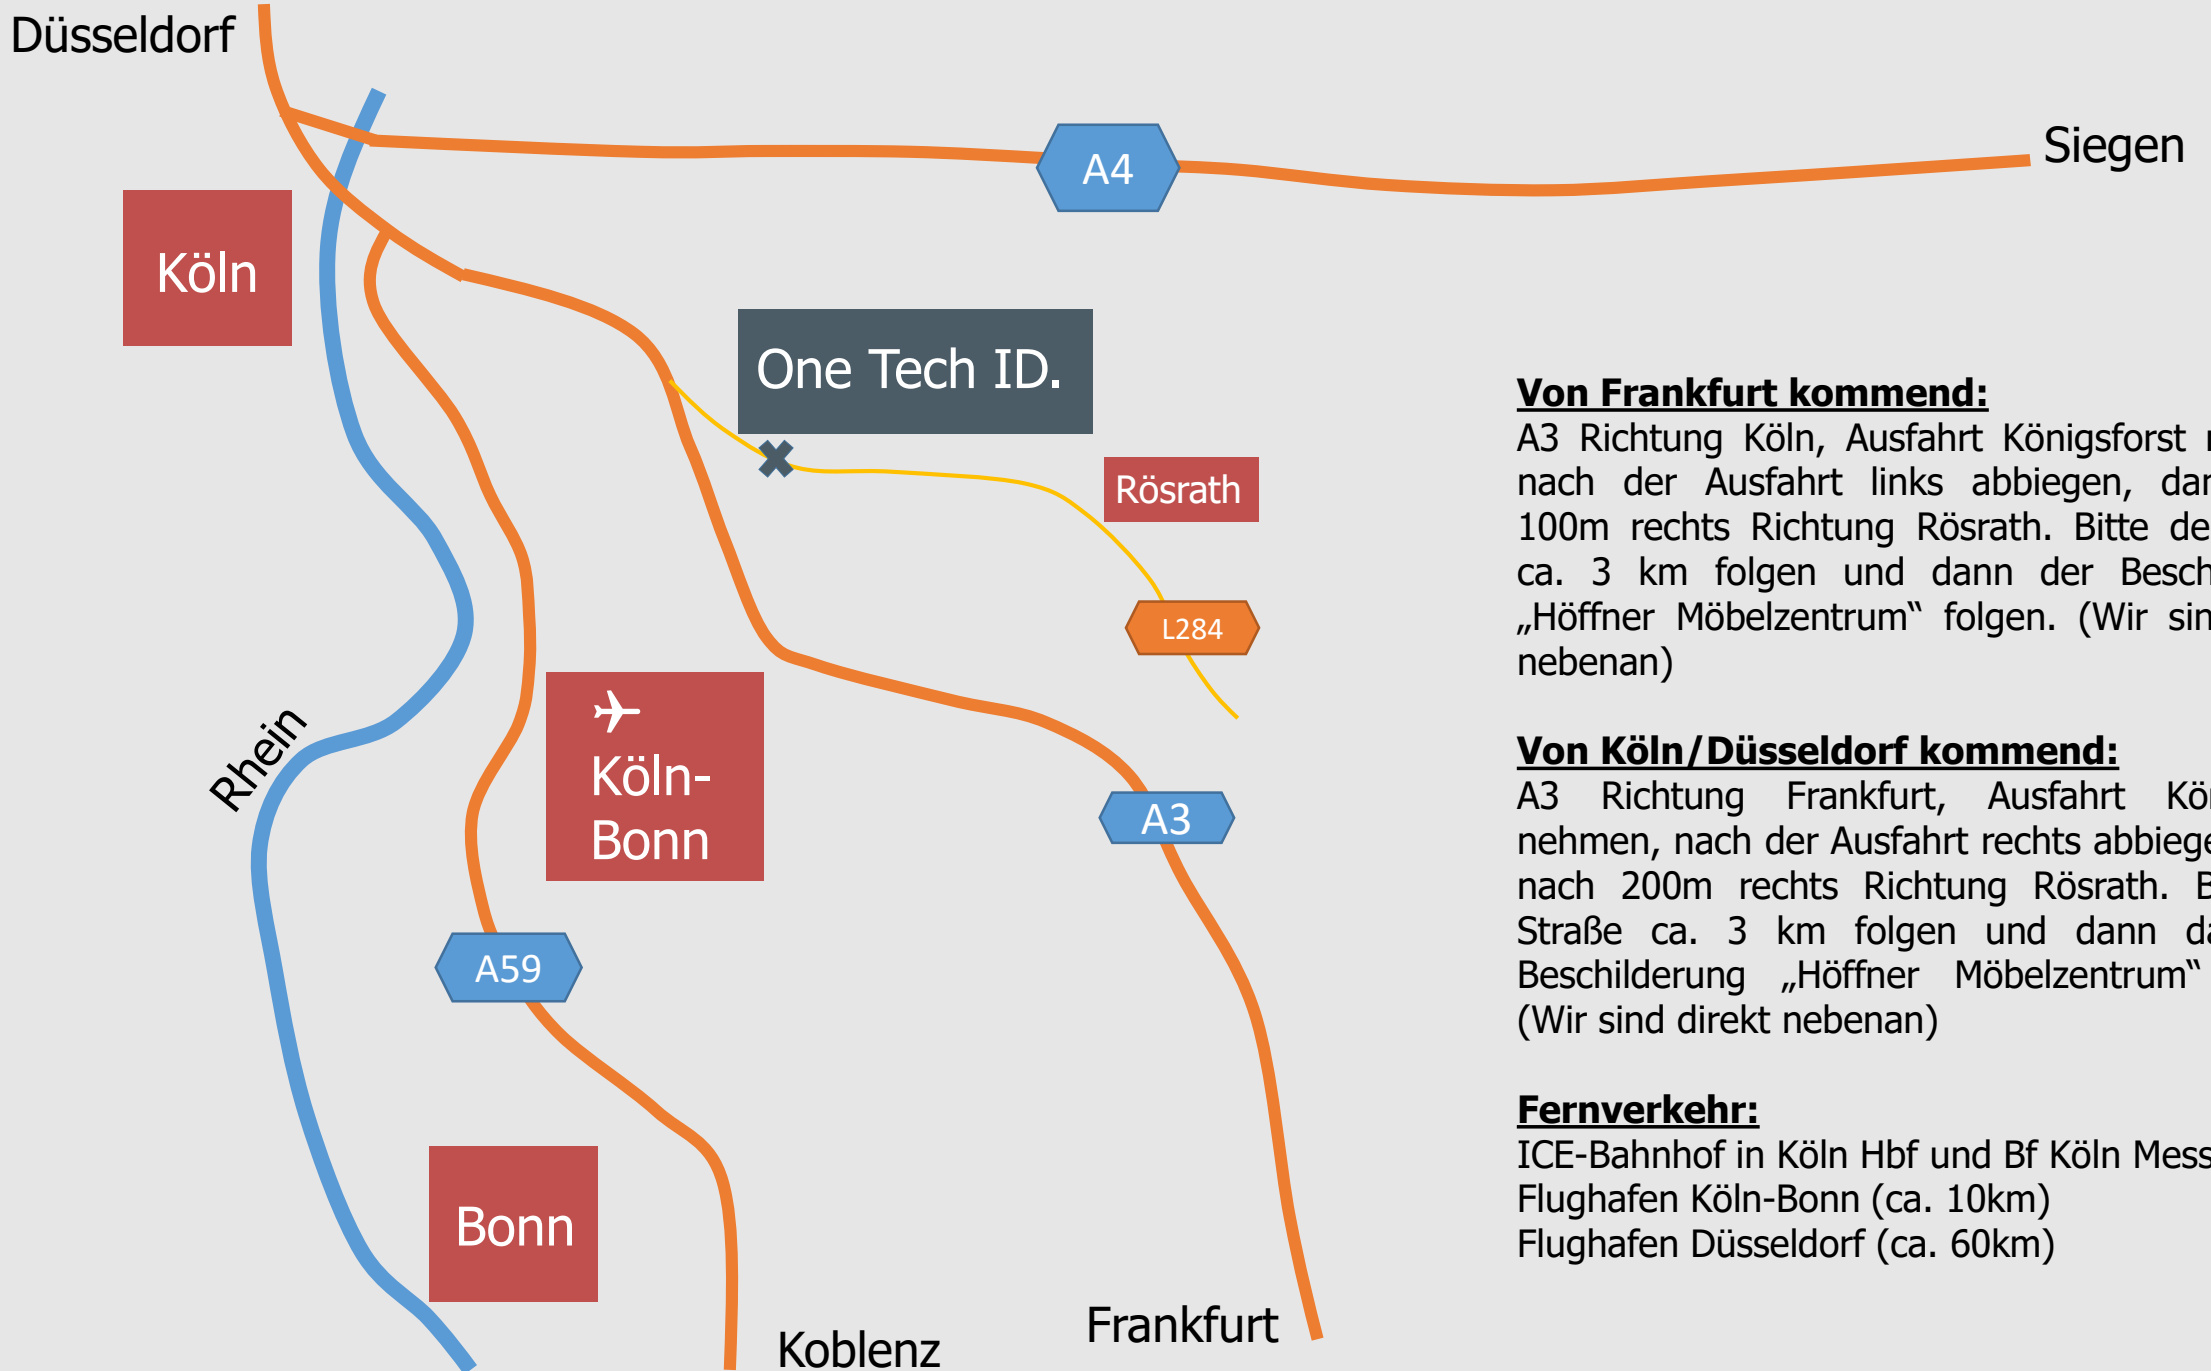 Düsseldorf
Siegen
A4
Köln
One Tech ID.
Rösrath
L284
Rhein
Köln-
Bonn
A3
A59
Bonn
Koblenz
Frankfurt
Von Frankfurt kommend:
A3 Richtung Köln, Ausfahrt Königsforst
nach der Ausfahrt links abbiegen,
100m rechts Richtung Rösrath. Bitte
ca. 3 km folgen und dann der
„Höffner Möbelzentrum“ folgen. (Wir
nebenan)
Von Köln/Düsseldorf kommend:
A3 Richtung Frankfurt, Ausfahrt
nehmen, nach der Ausfahrt rechts
nach 200m rechts Richtung Rösrath.
Straße ca. 3 km folgen und dann
Beschilderung „Höffner Möbelzentrum“
(Wir sind direkt nebenan)
Fernverkehr:
ICE-Bahnhof in Köln Hbf und Bf Köln
Flughafen Köln-Bonn (ca. 10km)
Flughafen Düsseldorf (ca. 60km)